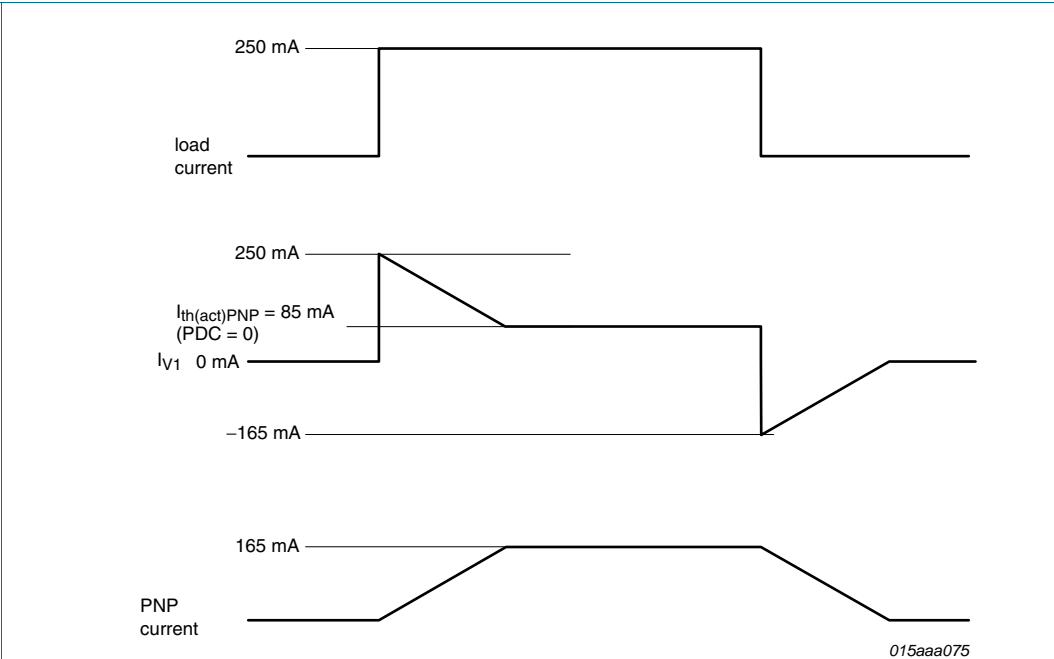 250 mA
load
current
250 mA
Ith(act)PNP = 85 mA
(PDC = 0)
IV1 0 mA
−165 mA
165 mA
PNP
current
015aaa075